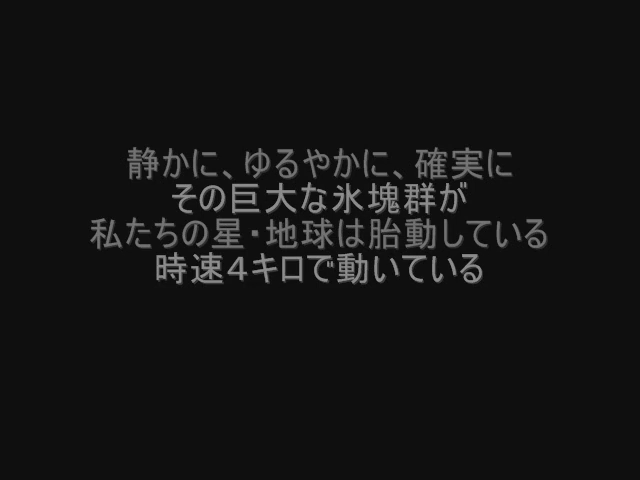 静かに、ゆるやかに、確実に
その巨大な氷塊群が
私たちの星・地球は胎動している
時速４キロで動いている